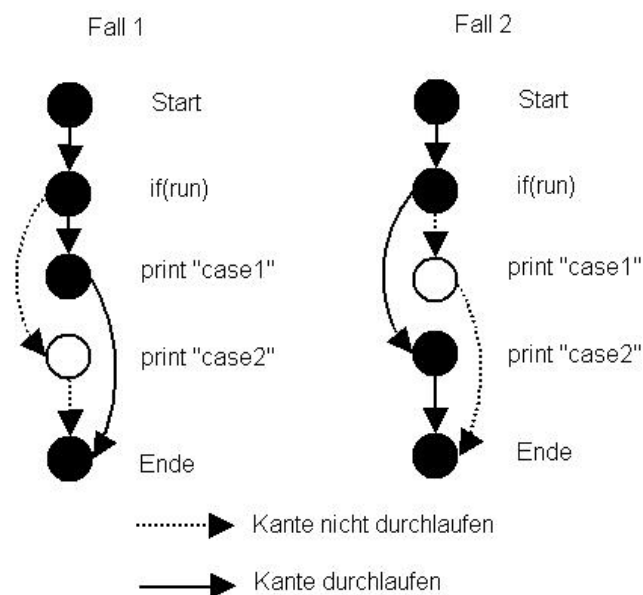 Fall 1
Start
if(run)
print "case1"
print "case2"
Ende
Fall 2
Start
if(run)
print "case1"
print "case2"
Ende
Kante nicht durchlaufen
Kante durchlaufen